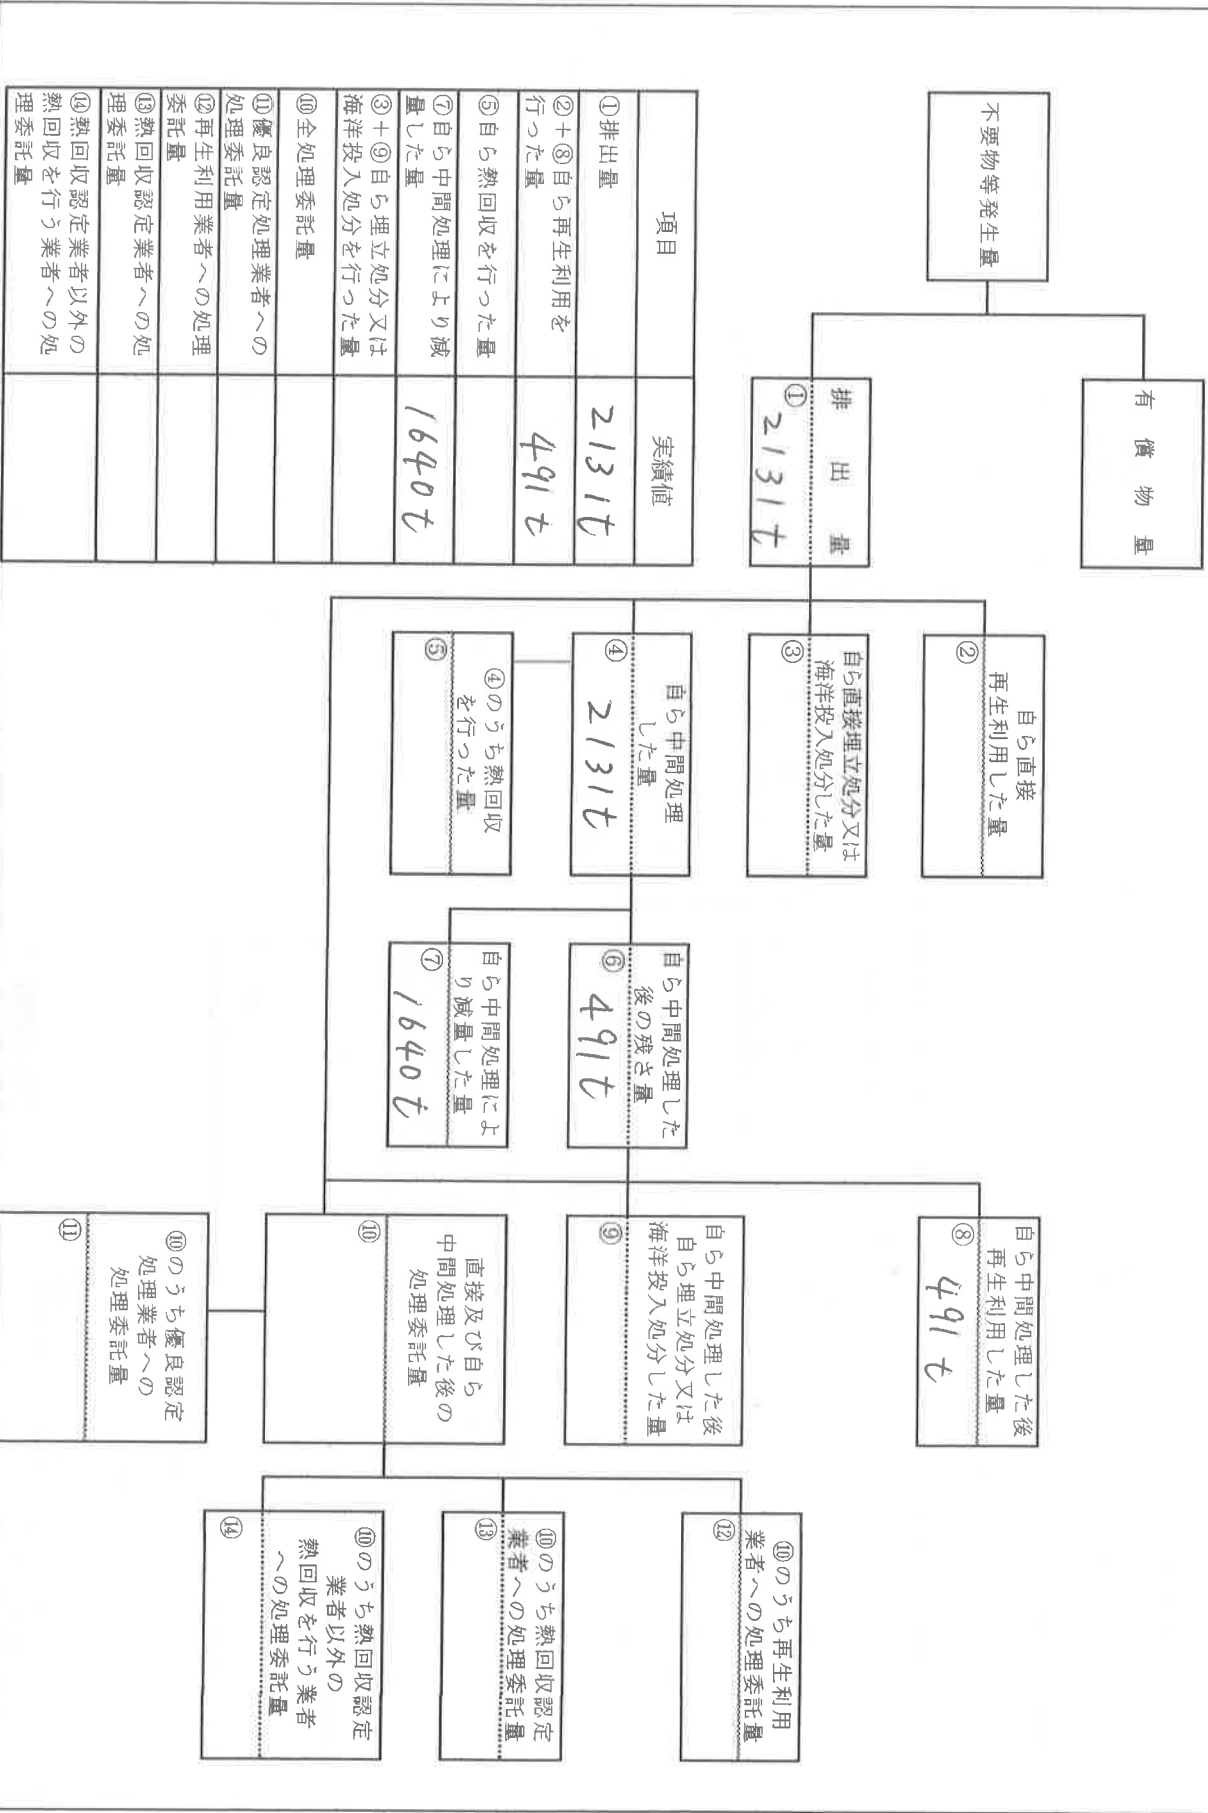 不要物等発生量
有償物量
排出量
①
2131t
自ら直接
再生利用した量
②
自ら直接埋立処分又は
海洋投入処分した量
③
自ら中間処理
した量
④
2131t
④のうち熱回収
を行った量
⑤
自ら中間処理した
後の残さ量
⑥
491t
自ら中間処理によ
り減量した量
⑦
1640t
自ら中間処理した後
再生利用した量
⑧
491t
自ら中間処理した後
自ら埋立処分又は
海洋投入処分した量
⑨
直接及び自ら
中間処理した後の
処理委託量
⑩
⑩のうち優良認定
処理業者への
処理委託量
⑪
⑩のうち再生利用
業者への処理委託量
⑫
⑩のうち熱回収認定
業者への処理委託量
⑬
⑩のうち熱回収認定
業者以外の
熱回収を行う業者
への処理委託量
⑭
項目
実績値
①排出量
2131t
②+⑧自ら再生利用を
行った量
491t
⑤自ら熱回収を行った量
⑦自ら中間処理により減
量した量
1640t
③+⑨自ら埋立処分又は
海洋投入処分を行った量
⑩全処理委託量
⑪優良認定処理業者への
処理委託量
⑫再生利用業者への処理
委託量
⑬熱回収認定業者への処
理委託量
⑭熱回収認定業者以外の
熱回収を行う業者への処
理委託量